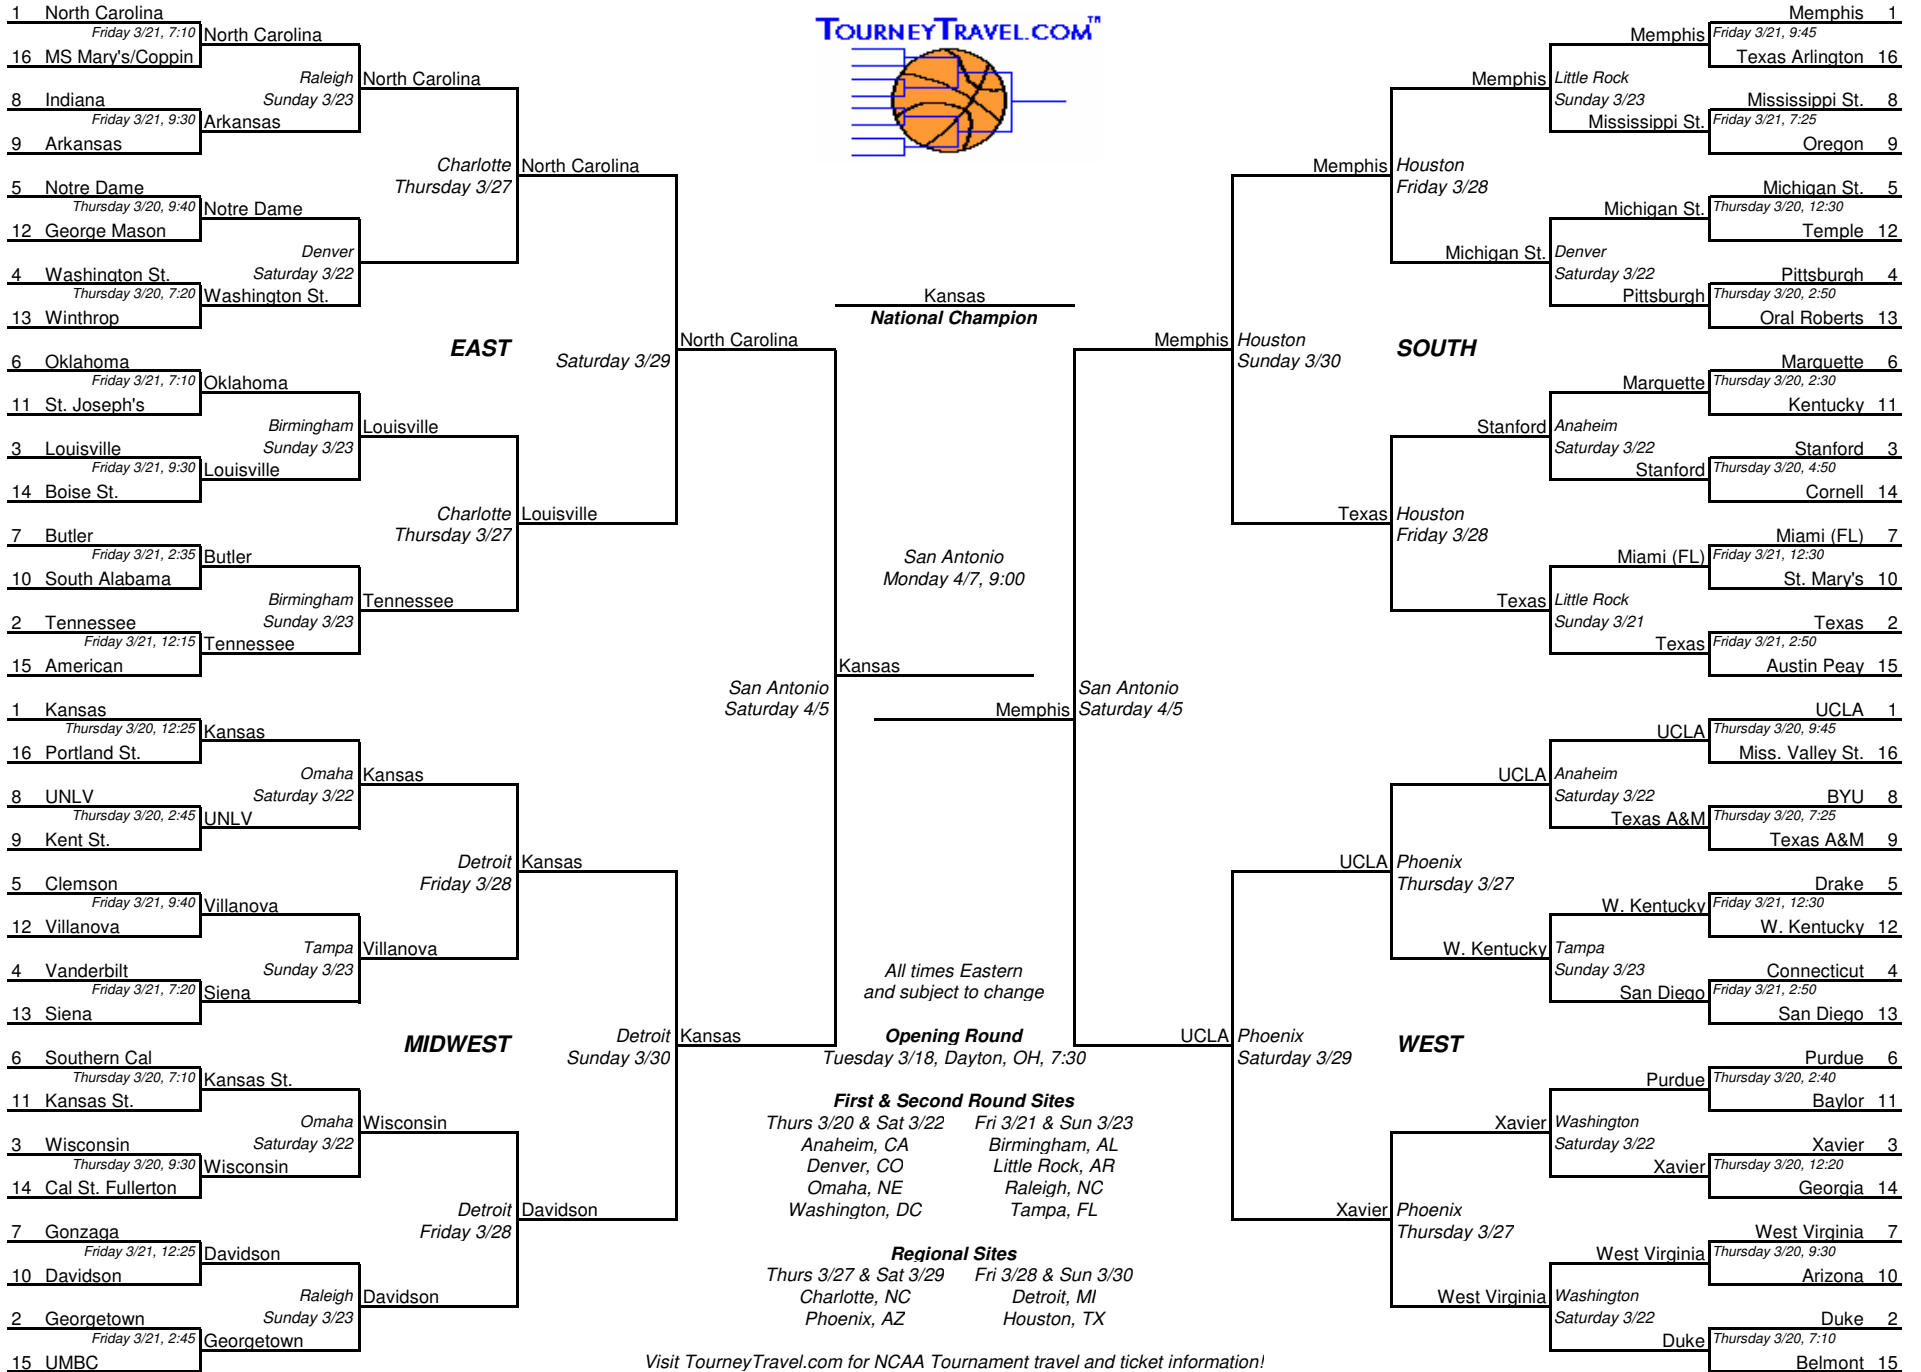 TOURNEYTRAVEL.COM™
1 North Carolina
Friday 3/21, 7:10
North Carolina
16 MS Mary's/Coppin
Raleigh
Sunday 3/23
North Carolina
8 Indiana
Friday 3/21, 9:30
Arkansas
9 Arkansas
Charlotte
Thursday 3/27
North Carolina
5 Notre Dame
Thursday 3/20, 9:40
Notre Dame
12 George Mason
Denver
Saturday 3/22
4 Washington St.
Thursday 3/20, 7:20
Washington St.
13 Winthrop
EAST
Saturday 3/29
North Carolina
6 Oklahoma
Friday 3/21, 7:10
Oklahoma
11 St. Joseph's
Birmingham
Sunday 3/23
Louisville
3 Louisville
Friday 3/21, 9:30
Louisville
14 Boise St.
Charlotte
Thursday 3/27
Louisville
7 Butler
Friday 3/21, 2:35
Butler
10 South Alabama
Birmingham
Sunday 3/23
Tennessee
2 Tennessee
Friday 3/21, 12:15
Tennessee
15 American
San Antonio
Saturday 4/5
Kansas
1 Kansas
Thursday 3/20, 12:25
Kansas
16 Portland St.
Omaha
Saturday 3/22
Kansas
8 UNLV
Thursday 3/20, 2:45
UNLV
9 Kent St.
Detroit
Friday 3/28
Kansas
5 Clemson
Friday 3/21, 9:40
Villanova
12 Villanova
Tampa
Sunday 3/23
Villanova
4 Vanderbilt
Friday 3/21, 7:20
Siena
13 Siena
MIDWEST
Detroit
Sunday 3/30
Kansas
6 Southern Cal
Thursday 3/20, 7:10
Kansas St.
11 Kansas St.
Omaha
Saturday 3/22
Wisconsin
3 Wisconsin
Thursday 3/20, 9:30
Wisconsin
14 Cal St. Fullerton
Detroit
Friday 3/28
Davidson
7 Gonzaga
Friday 3/21, 12:25
Davidson
10 Davidson
Raleigh
Sunday 3/23
Davidson
2 Georgetown
Friday 3/21, 2:45
Georgetown
15 UMBC
Kansas
National Champion
San Antonio
Monday 4/7, 9:00
All times Eastern
and subject to change
Opening Round
Tuesday 3/18, Dayton, OH, 7:30
First & Second Round Sites
Thurs 3/20 & Sat 3/22 Fri 3/21 & Sun 3/23
Anaheim, CA Birmingham, AL
Denver, CO Little Rock, AR
Omaha, NE Raleigh, NC
Washington, DC Tampa, FL
Regional Sites
Thurs 3/27 & Sat 3/29 Fri 3/28 & Sun 3/30
Charlotte, NC Detroit, MI
Phoenix, AZ Houston, TX
Visit TourneyTravel.com for NCAA Tournament travel and ticket information!
Memphis 1
Memphis
Friday 3/21, 9:45
Texas Arlington 16
Memphis
Little Rock
Sunday 3/23
Mississippi St. 8
Mississippi St.
Friday 3/21, 7:25
Oregon 9
Memphis
Houston
Friday 3/28
Michigan St. 5
Michigan St.
Thursday 3/20, 12:30
Temple 12
Michigan St.
Denver
Saturday 3/22
Pittsburgh 4
Pittsburgh
Thursday 3/20, 2:50
Oral Roberts 13
Memphis
Houston
Sunday 3/30
SOUTH
Marquette 6
Marquette
Thursday 3/20, 2:30
Kentucky 11
Stanford
Anaheim
Saturday 3/22
Stanford 3
Stanford
Thursday 3/20, 4:50
Cornell 14
Texas
Houston
Friday 3/28
Miami (FL) 7
Miami (FL)
Friday 3/21, 12:30
St. Mary's 10
Texas
Little Rock
Sunday 3/21
Texas 2
Texas
Friday 3/21, 2:50
Austin Peay 15
Memphis
San Antonio
Saturday 4/5
UCLA 1
UCLA
Thursday 3/20, 9:45
Miss. Valley St. 16
UCLA
Anaheim
Saturday 3/22
BYU 8
Texas A&M
Thursday 3/20, 7:25
Texas A&M 9
UCLA
Phoenix
Thursday 3/27
Drake 5
W. Kentucky
Friday 3/21, 12:30
W. Kentucky 12
W. Kentucky
Tampa
Sunday 3/23
Connecticut 4
San Diego
Friday 3/21, 2:50
San Diego 13
UCLA
Phoenix
Saturday 3/29
WEST
Purdue 6
Purdue
Thursday 3/20, 2:40
Baylor 11
Xavier
Washington
Saturday 3/22
Xavier 3
Xavier
Thursday 3/20, 12:20
Georgia 14
Xavier
Phoenix
Thursday 3/27
West Virginia 7
West Virginia
Thursday 3/20, 9:30
Arizona 10
West Virginia
Washington
Saturday 3/22
Duke 2
Duke
Thursday 3/20, 7:10
Belmont 15